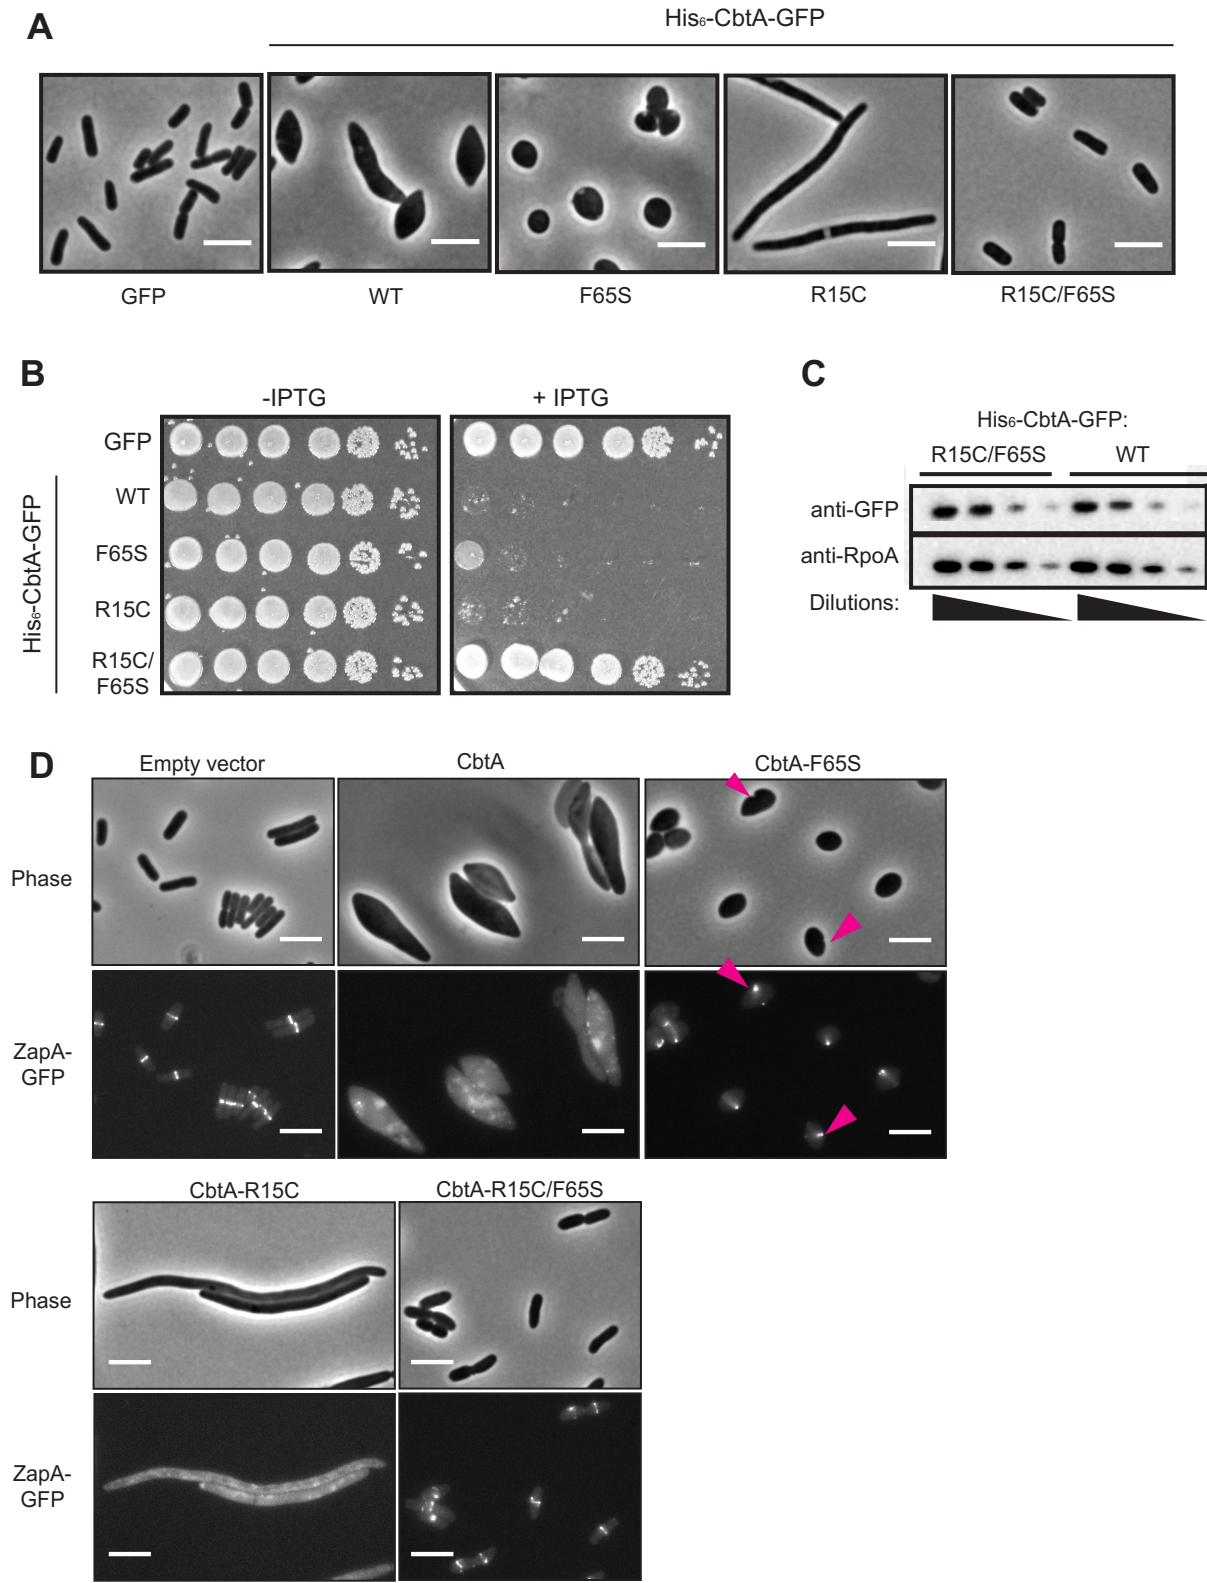 A
His₆-CbtA-GFP
GFP
WT
F65S
R15C
R15C/F65S
B
-IPTG
+ IPTG
His₆-CbtA-GFP
GFP
WT
F65S
R15C
R15C/
F65S
C
His₆-CbtA-GFP:
R15C/F65S
WT
anti-GFP
anti-RpoA
Dilutions:
D
Empty vector
CbtA
CbtA-F65S
Phase
ZapA-
GFP
CbtA-R15C
CbtA-R15C/F65S
Phase
ZapA-
GFP